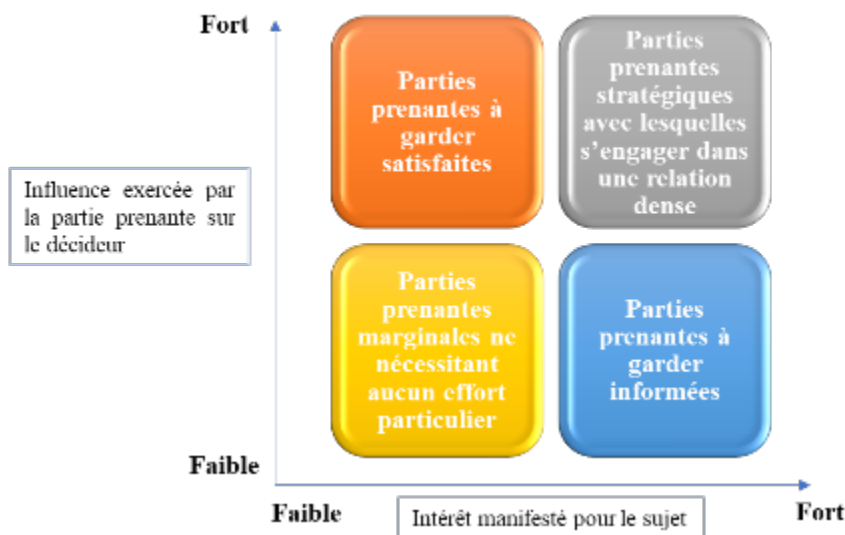 Fort
Parties
prenantes à
garder
satisfaites
Parties
prenantes
stratégiques
avec lesquelles
s'engager dans
une relation
dense
Influence exercée par
la partie prenante sur
le décideur
Parties
prenantes
marginales ne
nécessitant
aucun effort
particulier
Parties
prenantes à
garder
informées
Faible
Faible
Intérêt manifesté pour le sujet
Fort